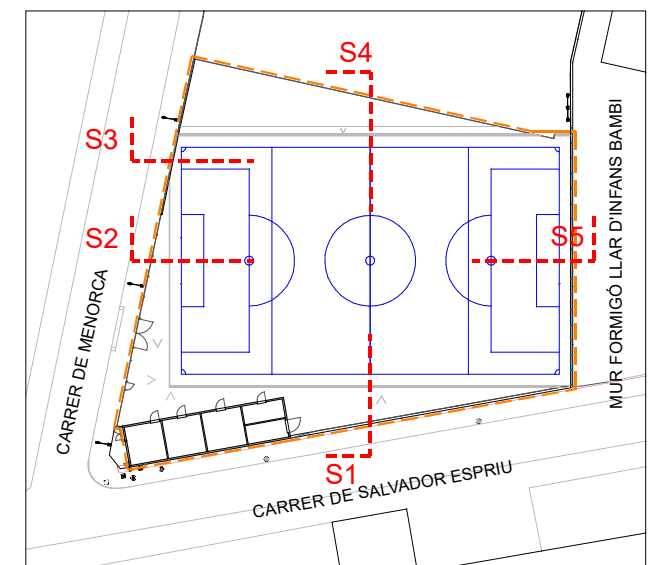 S4
S3
S2
S5
S1
MUR FORMIGÓ LLAR D'INFANS BAMBI
CARRER DE MENORCA
CARRER DE SALVADOR ESPRIU